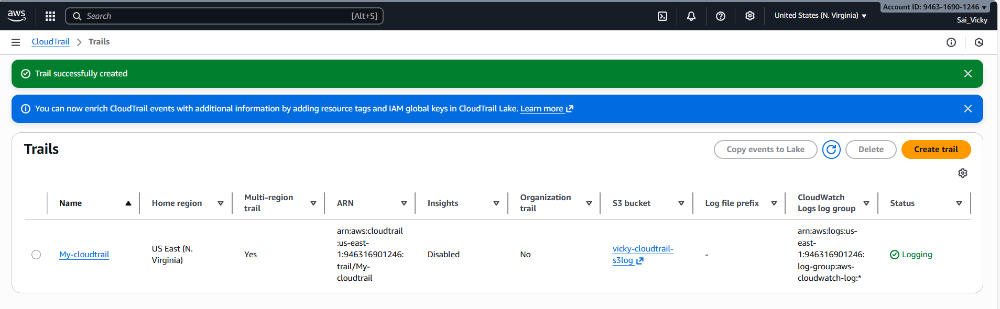 aws
Search
[Alt+S]
United States (N. Virginia)
Account ID: 9463-1690-1246
Sai_Vicky
CloudTrail
Trails
Trail successfully created
You can now enrich CloudTrail events with additional information by adding resource tags and IAM global keys in CloudTrail Lake. Learn more
Trails
Copy events to Lake
Delete
Create trail
Name
Home region
Multi-region
trail
ARN
Insights
Organization
trail
S3 bucket
Log file prefix
CloudWatch
Logs log group
Status
My-cloudtrail
US East (N.
Virginia)
Yes
arn:aws:cloudtrail
:us-east-
1:946316901246:
trail/My-
cloudtrail
Disabled
No
vicky-cloudtrail-
s3log
-
arn:aws:logs:us-
east-
1:946316901246:
log-group:aws-
cloudwatch-log:*
Logging